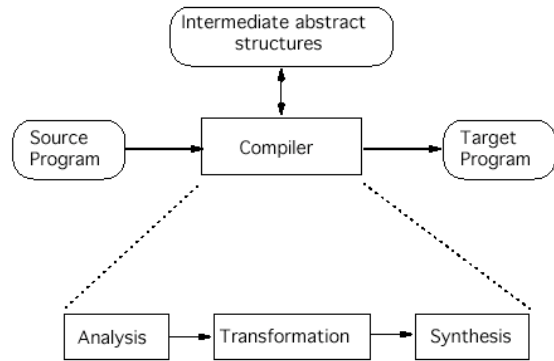 Intermediate abstract
structures
Source
Program
Compiler
Target
Program
Analysis
Transformation
Synthesis